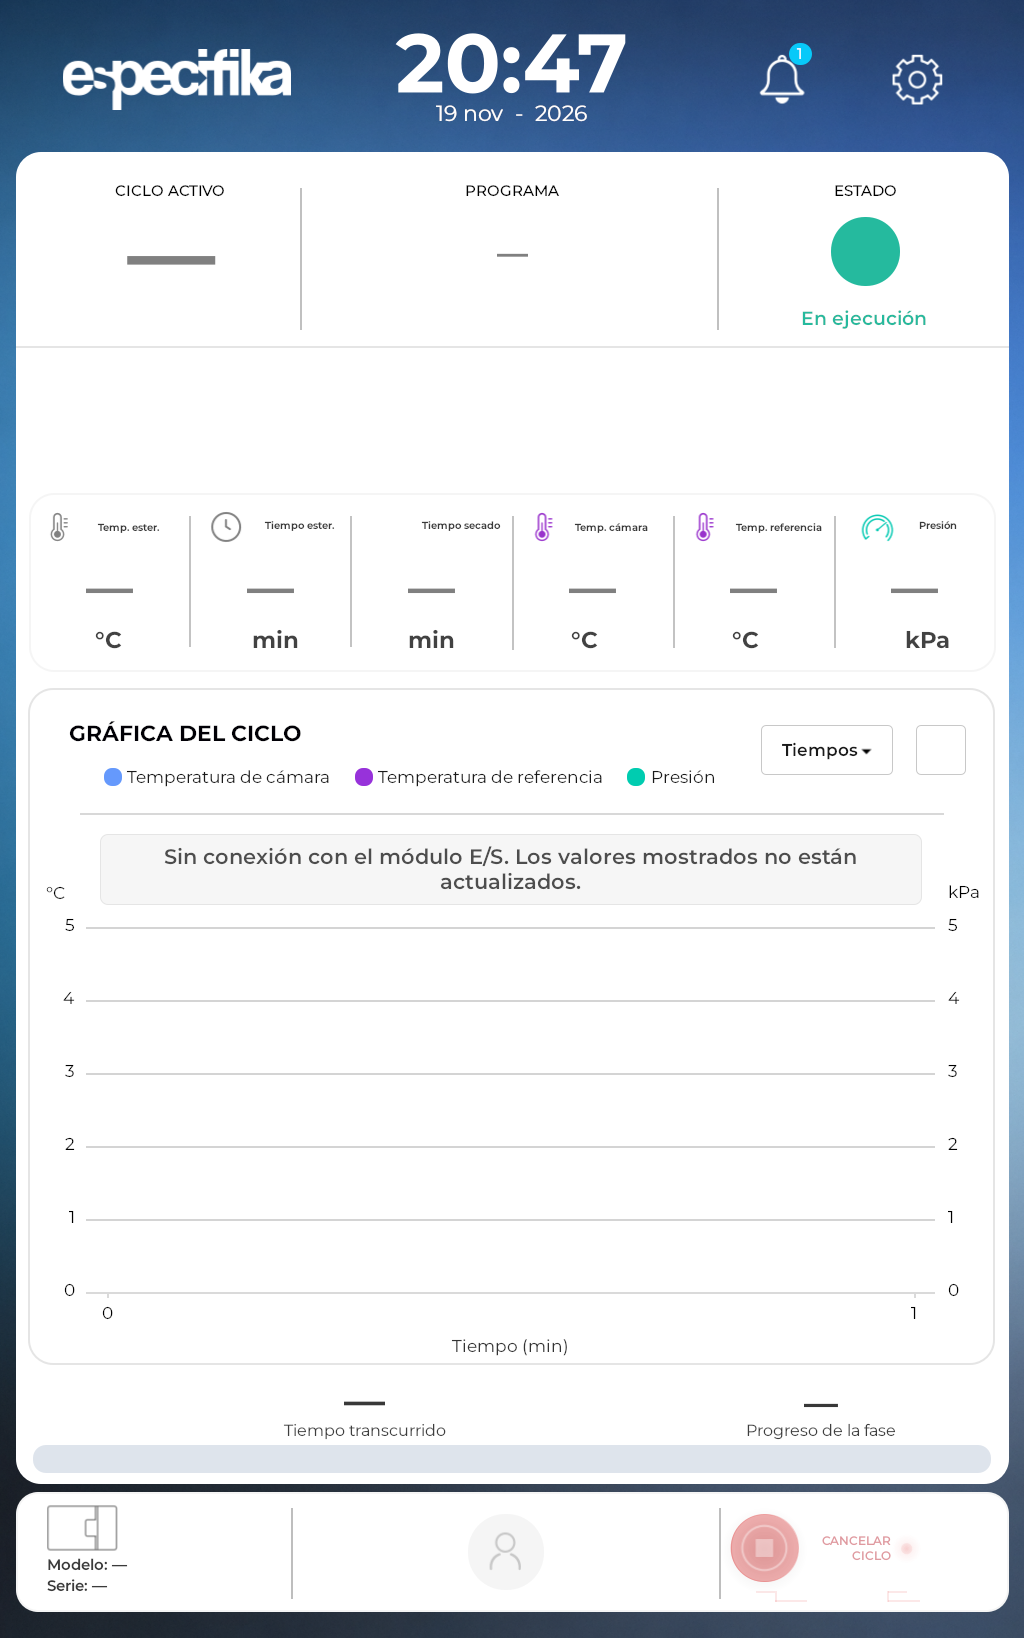 e-specifika
20:47
1
19 nov - 2026
CICLO ACTIVO
PROGRAMA
ESTADO
—
—
En ejecución
Temp. ester.
Tiempo ester.
Tiempo secado
Temp. cámara
Temp. referencia
Presión
— — — — — —
°C
min
min
°C
°C
kPa
GRÁFICA DEL CICLO
Tiempos
Temperatura de cámara
Temperatura de referencia
Presión
Sin conexión con el módulo E/S. Los valores mostrados no están
actualizados.
°C
kPa
5 5
4 4
3 3
2 2
1 1
0 0
0 1
Tiempo (min)
— —
Tiempo transcurrido
Progreso de la fase
Modelo: —
Serie: —
CANCELAR
CICLO